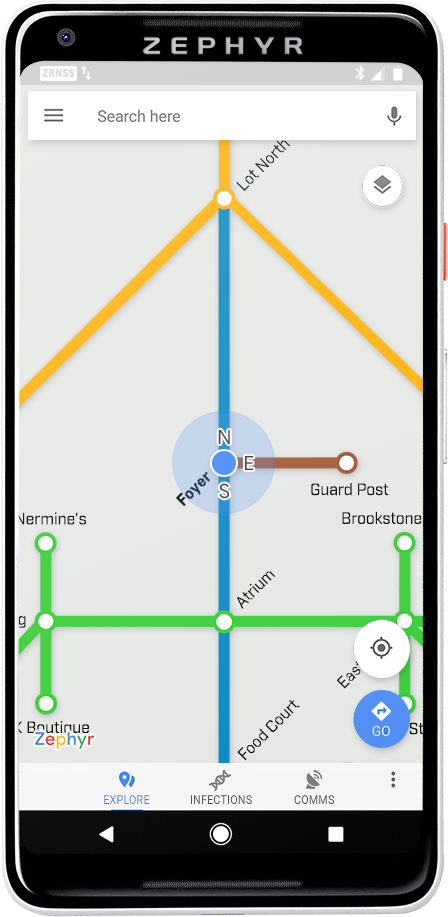 ZEPHYR
ZRNSS
Search here
Lot North
N
E
S
Foyer
Guard Post
Nermine's
Brookstone
Atrium
g
East
Food Court
K Boutique
St
Zephyr
GO
EXPLORE
INFECTIONS
COMMS